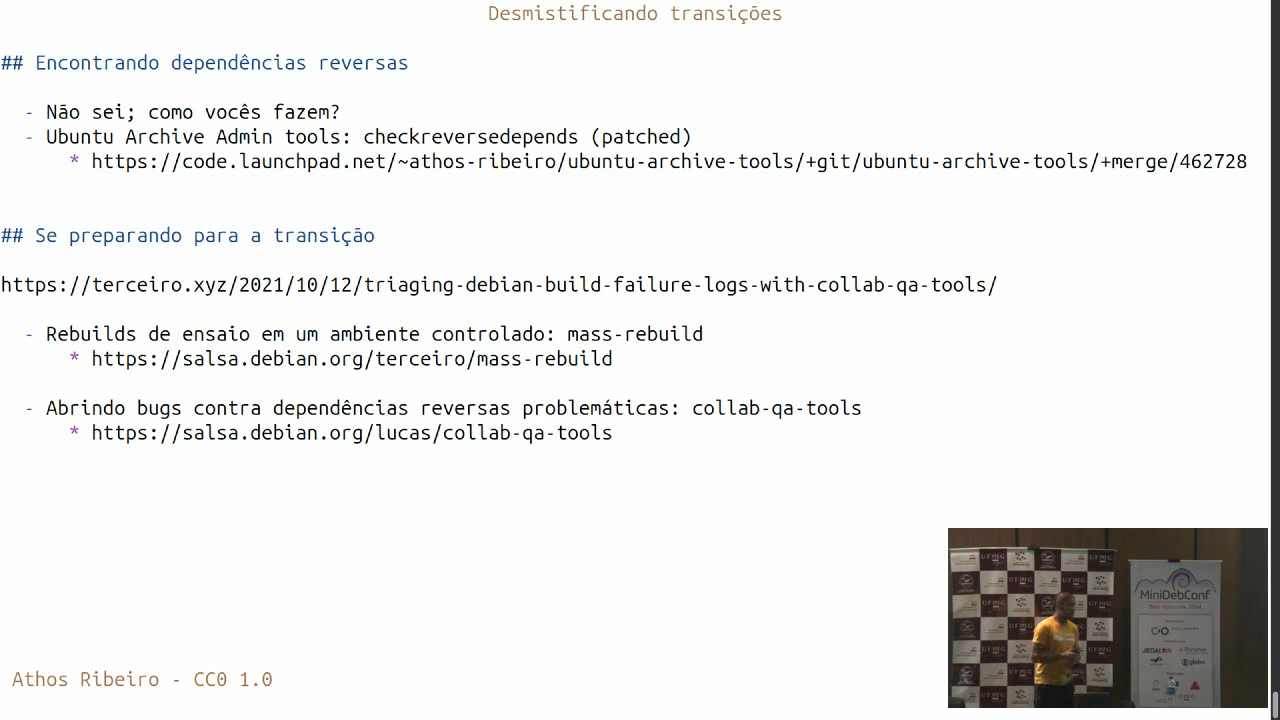 Desmistificando transições
## Encontrando dependências reversas
- Não sei; como vocês fazem?
- Ubuntu Archive Admin tools: checkreversedepends (patched)
* https://code.launchpad.net/~athos-ribeiro/ubuntu-archive-tools/+git/ubuntu-archive-tools/+merge/462728
## Se preparando para a transição
https://terceiro.xyz/2021/10/12/triaging-debian-build-failure-logs-with-collab-qa-tools/
- Rebuilds de ensaio em um ambiente controlado: mass-rebuild
* https://salsa.debian.org/terceiro/mass-rebuild
- Abrindo bugs contra dependências reversas problemáticas: collab-qa-tools
* https://salsa.debian.org/lucas/collab-qa-tools
MiniDebConf
COLLABORA
globo
Athos Ribeiro - CC0 1.0